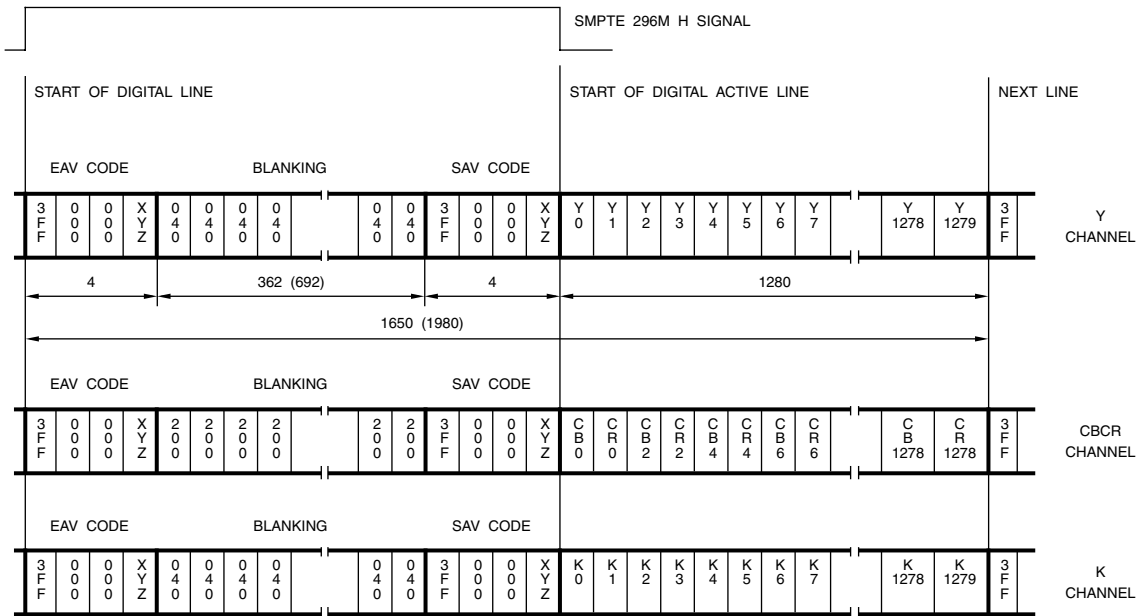 SMPTE 296M H SIGNAL
START OF DIGITAL LINE START OF DIGITAL ACTIVE LINE NEXT LINE
EAV CODE BLANKING SAV CODE
3FF 000 000 XYZ 040 040 040 040 040 040 3FF 000 000 XYZ Y0 Y1 Y2 Y3 Y4 Y5 Y6 Y7 Y1278 Y1279 3FF Y CHANNEL
4 362 (692) 4 1280
1650 (1980)
EAV CODE BLANKING SAV CODE
3FF 000 000 XYZ 200 200 200 200 200 200 3FF 000 000 XYZ CB0 CR0 CB2 CR2 CB4 CR4 CB6 CR6 CB1278 CR1278 3FF CBCR CHANNEL
EAV CODE BLANKING SAV CODE
3FF 000 000 XYZ 040 040 040 040 040 040 3FF 000 000 XYZ K0 K1 K2 K3 K4 K5 K6 K7 K1278 K1279 3FF K CHANNEL